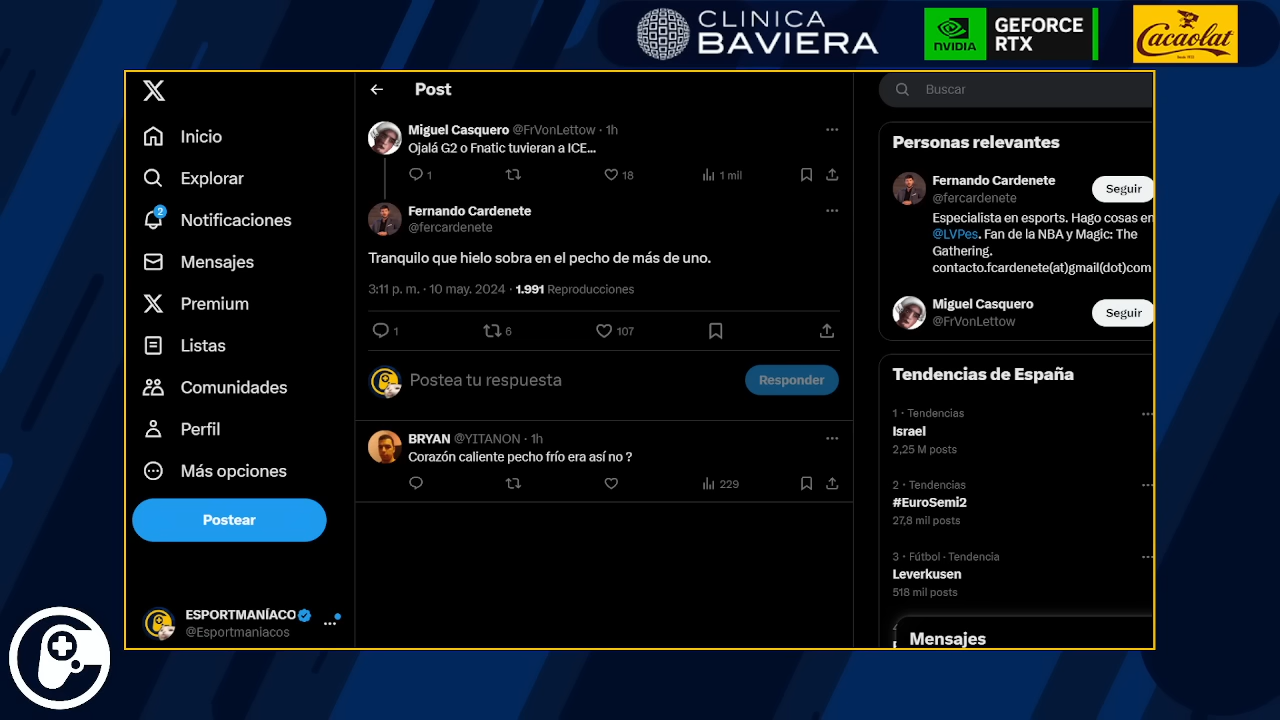 CLINICA
BAVIERA
NVIDIA
GEFORCE
RTX
Cacaolat
Inicio
Explorar
2
Notificaciones
Mensajes
Premium
Listas
Comunidades
Perfil
Más opciones
Postear
ESPORTMANÍACO
@Esportmaniacos
Post
Miguel Casquero @FrVonLettow · 1h
Ojalá G2 o Fnatic tuvieran a ICE...
1 18 1 mil
Fernando Cardenete
@fercardenete
Tranquilo que hielo sobra en el pecho de más de uno.
3:11 p. m. · 10 may. 2024 · 1.991 Reproducciones
1 6 107
Postea tu respuesta
Responder
BRYAN @YITANON · 1h
Corazón caliente pecho frío era así no ?
229
Buscar
Personas relevantes
Fernando Cardenete
@fercardenete
Seguir
Especialista en esports. Hago cosas en
@LVPes. Fan de la NBA y Magic: The
Gathering.
contacto.fcardenete(at)gmail(dot)com
Miguel Casquero
@FrVonLettow
Seguir
Tendencias de España
1 · Tendencias
Israel
2,25 M posts
2 · Tendencias
#EuroSemi2
27,8 mil posts
3 · Fútbol · Tendencia
Leverkusen
518 mil posts
Mensajes